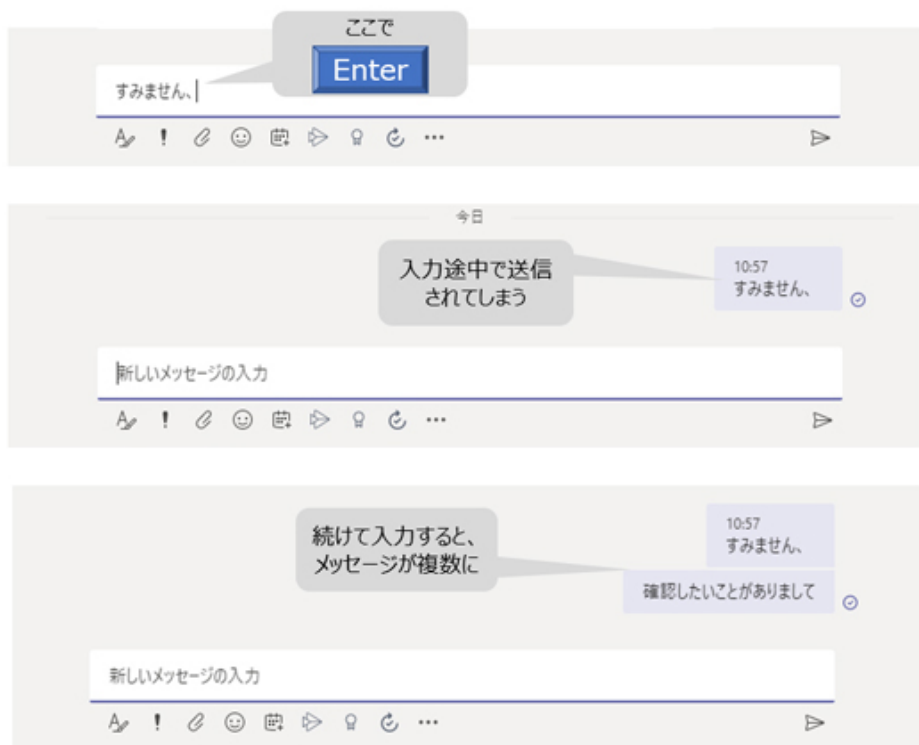 ここで
Enter
すみません、
今日
入力途中で送信
されてしまう
10:57
すみません、
新しいメッセージの入力
続けて入力すると、
メッセージが複数に
10:57
すみません、
確認したいことがありまして
新しいメッセージの入力